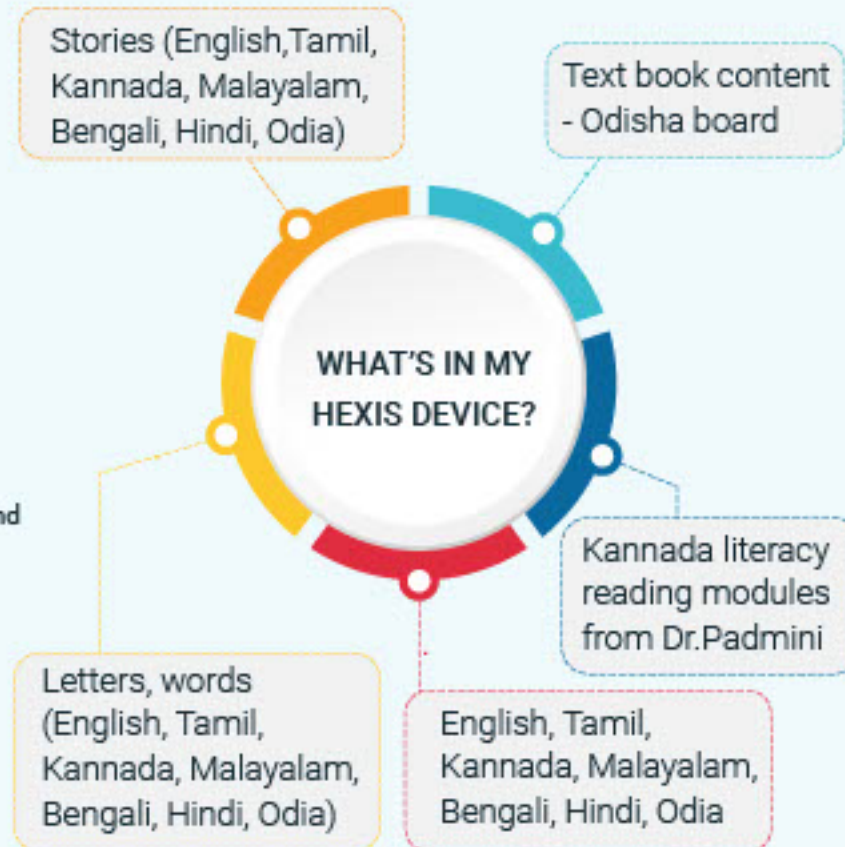 Stories (English,Tamil,
Kannada, Malayalam,
Bengali, Hindi, Odia)
Text book content
- Odisha board
WHAT'S IN MY
HEXIS DEVICE?
Kannada literacy
reading modules
from Dr.Padmini
Letters, words
(English, Tamil,
Kannada, Malayalam,
Bengali, Hindi, Odia)
English, Tamil,
Kannada, Malayalam,
Bengali, Hindi, Odia